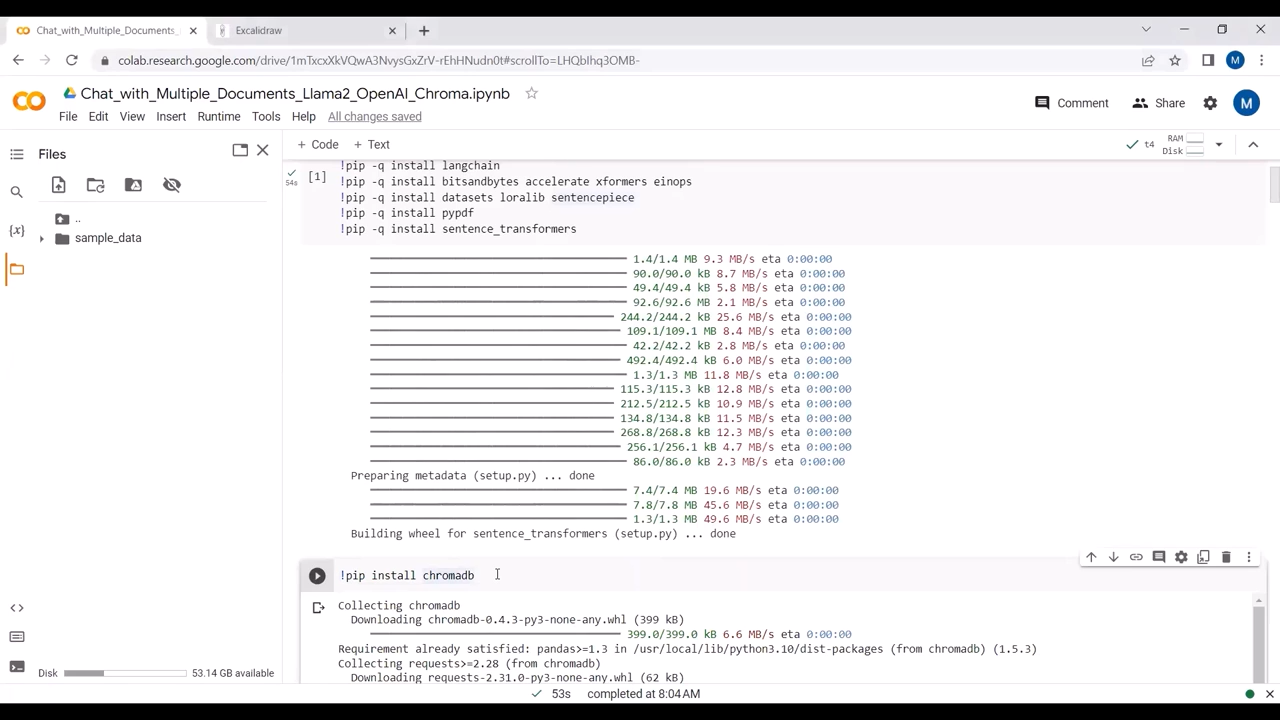 Chat_with_Multiple_Documents_
Excalidraw
colab.research.google.com/drive/1mTxcxXkVQwA3NvysGxZrV-rEhHNudn0t#scrollTo=LHQbIhq3OMB-
M
Chat_with_Multiple_Documents_Llama2_OpenAI_Chroma.ipynb
Comment
Share
M
File Edit View Insert Runtime Tools Help All changes saved
Files
+ Code + Text
t4
RAM
Disk
..
sample_data
[1]
54s
!pip -q install langchain
!pip -q install bitsandbytes accelerate xformers einops
!pip -q install datasets loralib sentencepiece
!pip -q install pypdf
!pip -q install sentence_transformers
1.4/1.4 MB 9.3 MB/s eta 0:00:00
90.0/90.0 kB 8.7 MB/s eta 0:00:00
49.4/49.4 kB 5.8 MB/s eta 0:00:00
92.6/92.6 kB 2.1 MB/s eta 0:00:00
244.2/244.2 kB 25.6 MB/s eta 0:00:00
109.1/109.1 MB 8.4 MB/s eta 0:00:00
42.2/42.2 kB 2.8 MB/s eta 0:00:00
492.4/492.4 kB 6.0 MB/s eta 0:00:00
1.3/1.3 MB 11.8 MB/s eta 0:00:00
115.3/115.3 kB 12.8 MB/s eta 0:00:00
212.5/212.5 kB 10.9 MB/s eta 0:00:00
134.8/134.8 kB 11.5 MB/s eta 0:00:00
268.8/268.8 kB 12.3 MB/s eta 0:00:00
256.1/256.1 kB 4.7 MB/s eta 0:00:00
86.0/86.0 kB 2.3 MB/s eta 0:00:00
Preparing metadata (setup.py) ... done
7.4/7.4 MB 19.6 MB/s eta 0:00:00
7.8/7.8 MB 45.6 MB/s eta 0:00:00
1.3/1.3 MB 49.6 MB/s eta 0:00:00
Building wheel for sentence_transformers (setup.py) ... done
!pip install chromadb
Collecting chromadb
Downloading chromadb-0.4.3-py3-none-any.whl (399 kB)
399.0/399.0 kB 6.6 MB/s eta 0:00:00
Requirement already satisfied: pandas>=1.3 in /usr/local/lib/python3.10/dist-packages (from chromadb) (1.5.3)
Collecting requests>=2.28 (from chromadb)
Downloading requests-2.31.0-py3-none-any.whl (62 kB)
Disk 53.14 GB available
53s completed at 8:04 AM